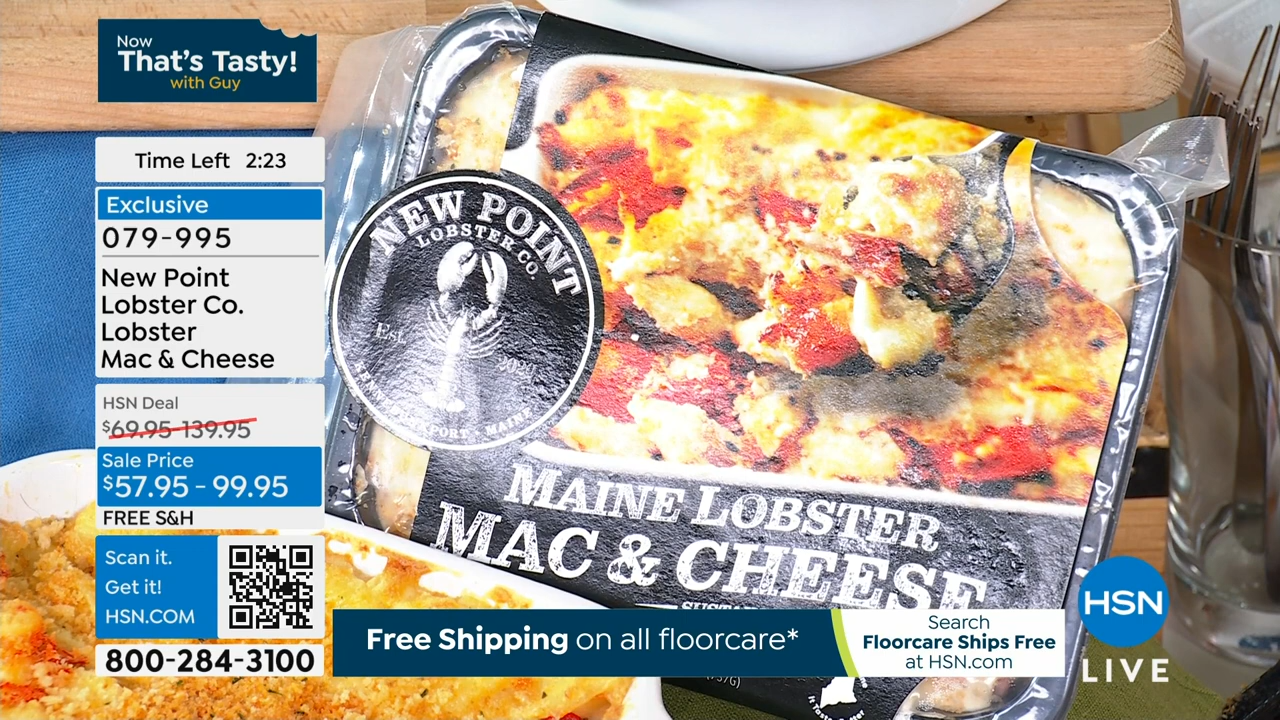 Now
That's Tasty!
with Guy
Time Left 2:23
Exclusive
079-995
New Point
Lobster Co.
Lobster
Mac & Cheese
HSN Deal
$69.95-139.95
Sale Price
$57.95 - 99.95
FREE S&H
Scan it.
Get it!
HSN.COM
800-284-3100
NEW POINT
LOBSTER CO.
Est.
MAINE LOBSTER
MAC & CHEESE
Free Shipping on all floorcare*
Search
Floorcare Ships Free
at HSN.com
HSN
LIVE